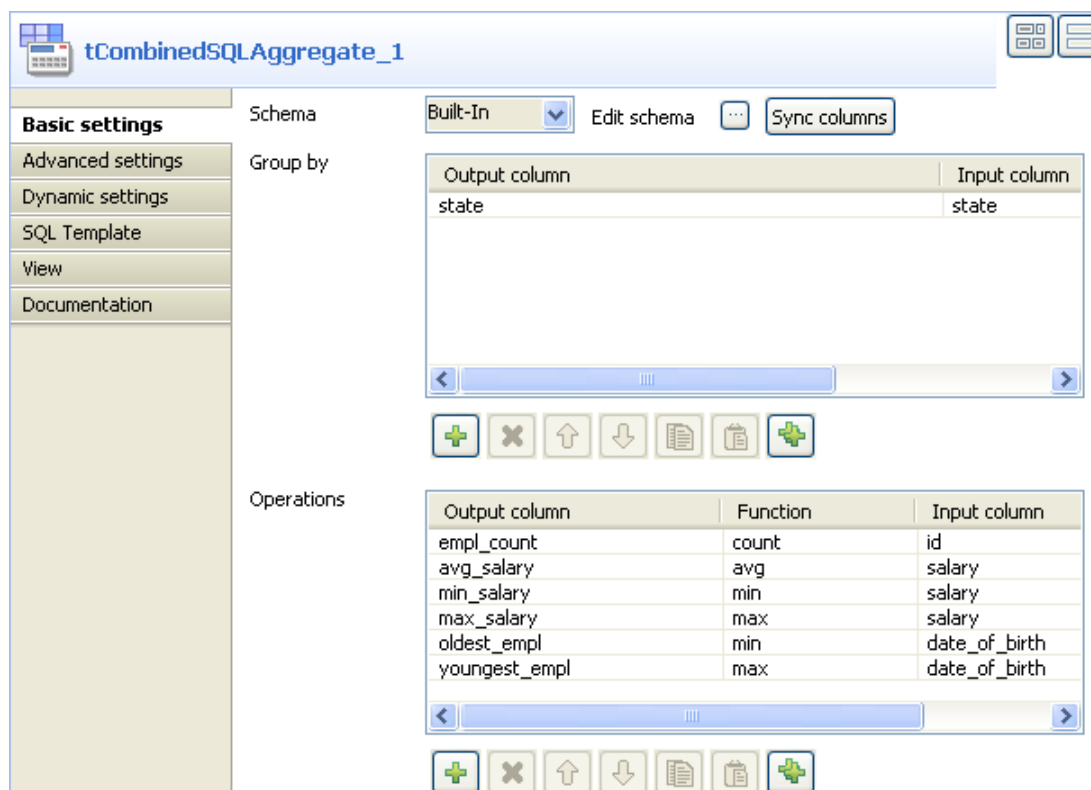 tCombinedSQLAggregate_1
Basic settings
Advanced settings
Dynamic settings
SQL Template
View
Documentation
Schema Built-In Edit schema ... Sync columns
Group by
Output column Input column
state state
Operations
Output column Function Input column
empl_count count id
avg_salary avg salary
min_salary min salary
max_salary max salary
oldest_empl min date_of_birth
youngest_empl max date_of_birth